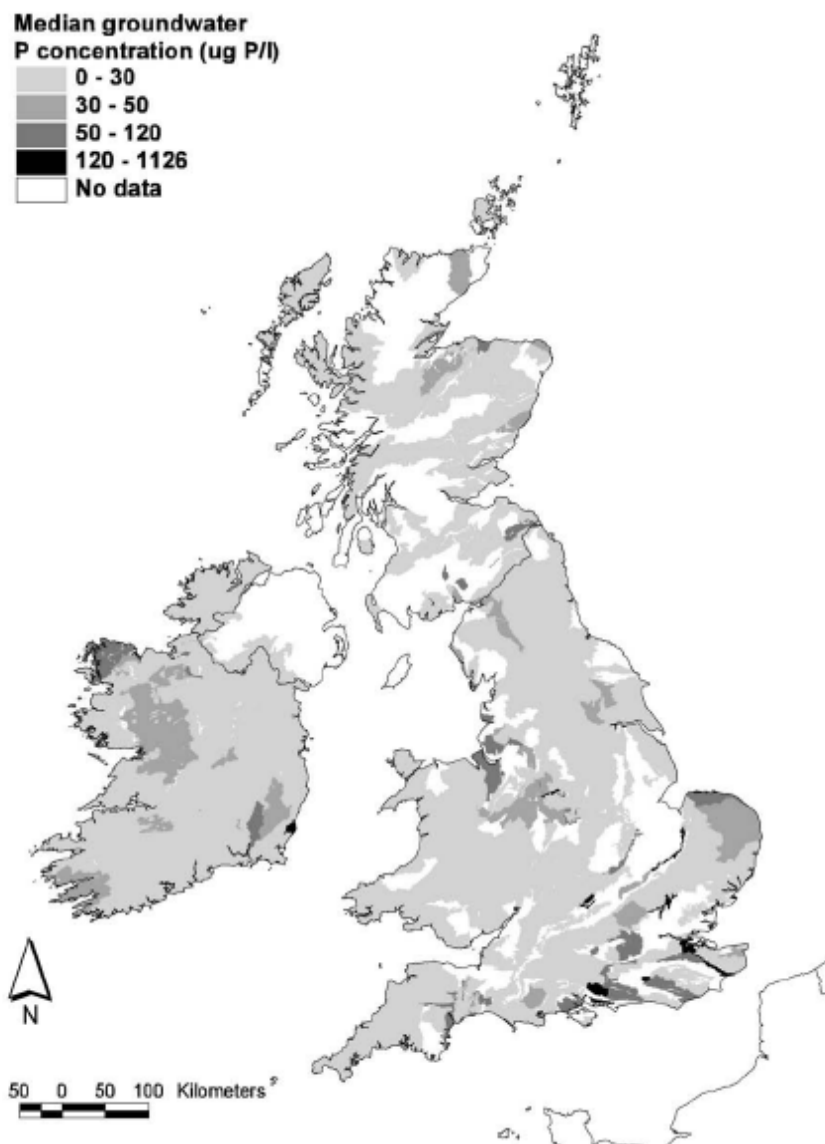 Median groundwater
P concentration (ug P/l)
0 - 30
30 - 50
50 - 120
120 - 1126
No data
N
50 0 50 100 Kilometers